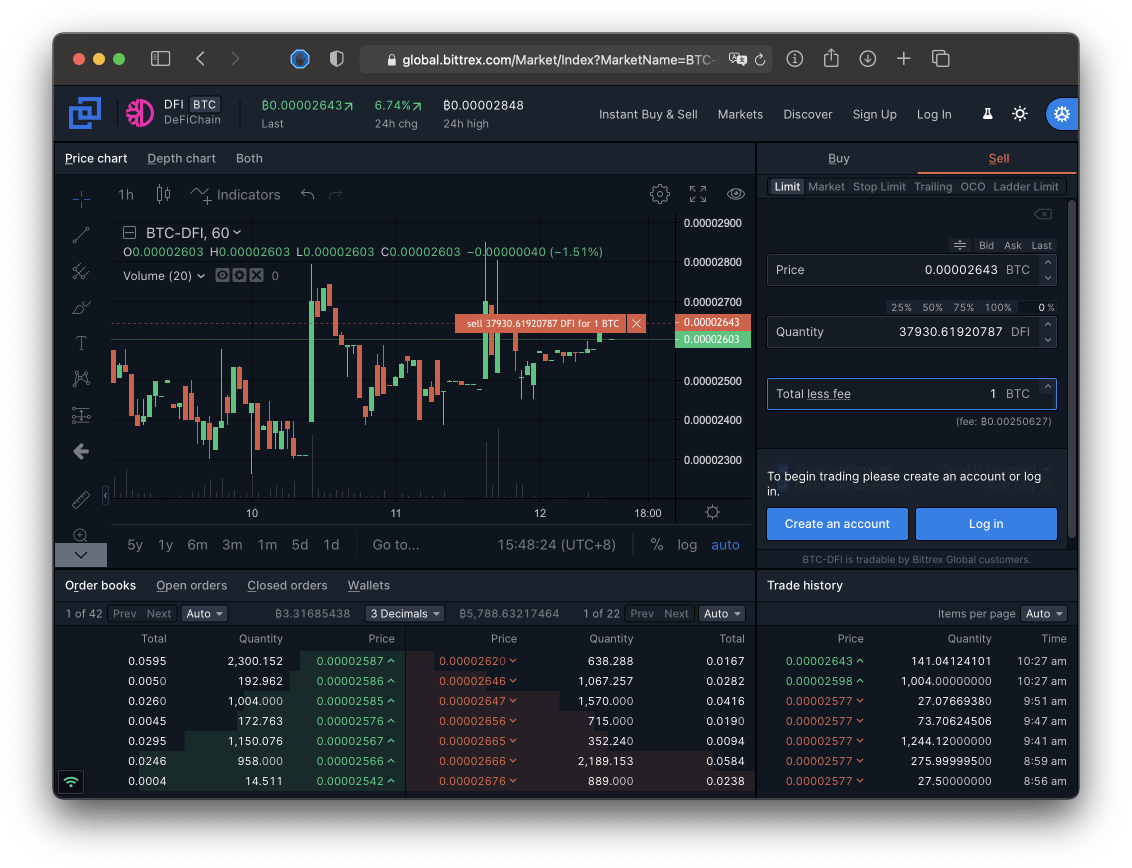 global.bittrex.com/Market/Index?MarketName=BTC-
DFI BTC
DeFiChain
₿0.00002643
Last
6.74%
24h chg
₿0.00002848
24h high
Instant Buy & Sell Markets Discover Sign Up Log In
Price chart Depth chart Both
1h Indicators
BTC-DFI, 60
O0.00002603 H0.00002603 L0.00002603 C0.00002603 −0.00000040 (−1.51%)
Volume (20) 0
sell 37930.61920787 DFI for 1 BTC
0.00002900
0.00002800
0.00002700
0.00002643
0.00002603
0.00002500
0.00002400
0.00002300
10 11 12 18:00
5y 1y 6m 3m 1m 5d 1d Go to... 15:48:24 (UTC+8) % log auto
Buy Sell
Limit Market Stop Limit Trailing OCO Ladder Limit
Bid Ask Last
Price 0.00002643 BTC
25% 50% 75% 100% 0 %
Quantity 37930.61920787 DFI
Total less fee 1 BTC
(fee: ₿0.00250627)
To begin trading please create an account or log
in.
Create an account Log in
BTC-DFI is tradable by Bittrex Global customers.
Order books Open orders Closed orders Wallets
1 of 42 Prev Next Auto ₿3.31685438 3 Decimals ₿5,788.63217464 1 of 22 Prev Next Auto
Total Quantity Price Price Quantity Total
0.0595 2,300.152 0.00002587 0.00002620 638.288 0.0167
0.0050 192.962 0.00002586 0.00002646 1,067.257 0.0282
0.0260 1,004.000 0.00002585 0.00002647 1,570.000 0.0416
0.0045 172.763 0.00002576 0.00002656 715.000 0.0190
0.0295 1,150.076 0.00002567 0.00002665 352.240 0.0094
0.0246 958.000 0.00002566 0.00002666 2,189.153 0.0584
0.0004 14.511 0.00002542 0.00002676 889.000 0.0238
Trade history
Items per page Auto
Price Quantity Time
0.00002643 141.04124101 10:27 am
0.00002598 1,004.00000000 10:27 am
0.00002577 27.07669380 9:51 am
0.00002577 73.70624506 9:47 am
0.00002577 1,244.12000000 9:41 am
0.00002577 275.99999500 8:59 am
0.00002577 27.50000000 8:56 am